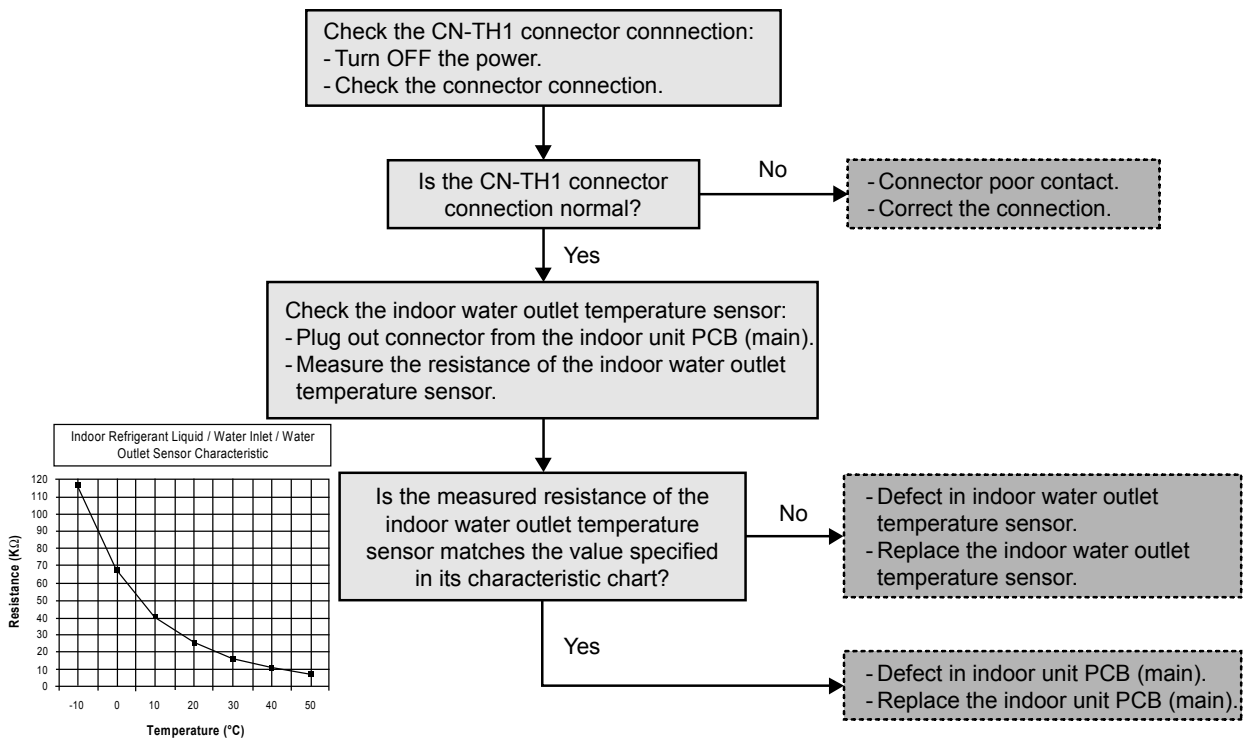 Check the CN-TH1 connector connnection:
- Turn OFF the power.
- Check the connector connection.
Is the CN-TH1 connector
connection normal?
No
- Connector poor contact.
- Correct the connection.
Yes
Check the indoor water outlet temperature sensor:
- Plug out connector from the indoor unit PCB (main).
- Measure the resistance of the indoor water outlet
temperature sensor.
Indoor Refrigerant Liquid / Water Inlet / Water
Outlet Sensor Characteristic
120
110
100
90
80
70
60
50
40
30
20
10
0
Resistance (KΩ)
-10 0 10 20 30 40 50
Temperature (°C)
Is the measured resistance of the
indoor water outlet temperature
sensor matches the value specified
in its characteristic chart?
No
- Defect in indoor water outlet
temperature sensor.
- Replace the indoor water outlet
temperature sensor.
Yes
- Defect in indoor unit PCB (main).
- Replace the indoor unit PCB (main).